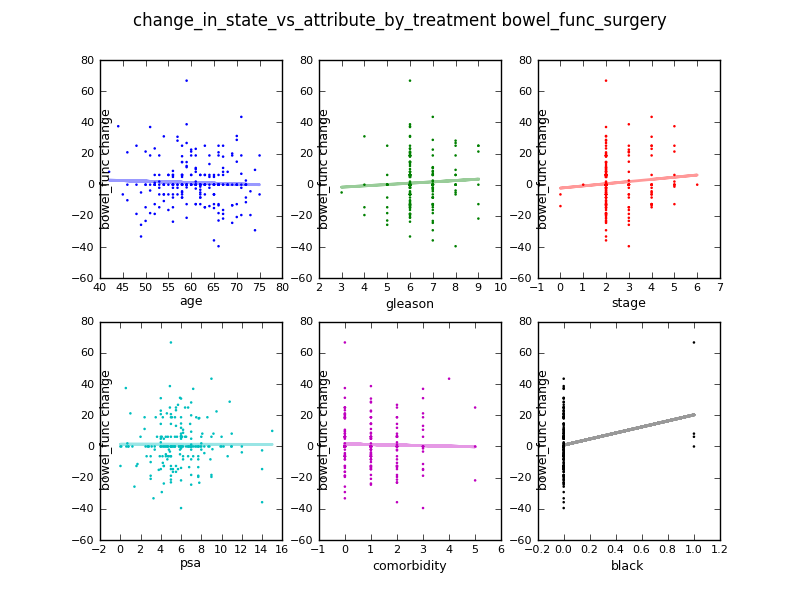 change_in_state_vs_attribute_by_treatment bowel_func_surgery
80
60
40
20
0
−20
−40
−60
bowel_func change
40 45 50 55 60 65 70 75 80
age
80
60
40
20
0
−20
−40
−60
bowel_func change
2 3 4 5 6 7 8 9 10
gleason
80
60
40
20
0
−20
−40
−60
bowel_func change
−1 0 1 2 3 4 5 6 7
stage
80
60
40
20
0
−20
−40
−60
bowel_func change
−2 0 2 4 6 8 10 12 14 16
psa
80
60
40
20
0
−20
−40
−60
bowel_func change
−1 0 1 2 3 4 5 6
comorbidity
80
60
40
20
0
−20
−40
−60
bowel_func change
−0.2 0.0 0.2 0.4 0.6 0.8 1.0 1.2
black